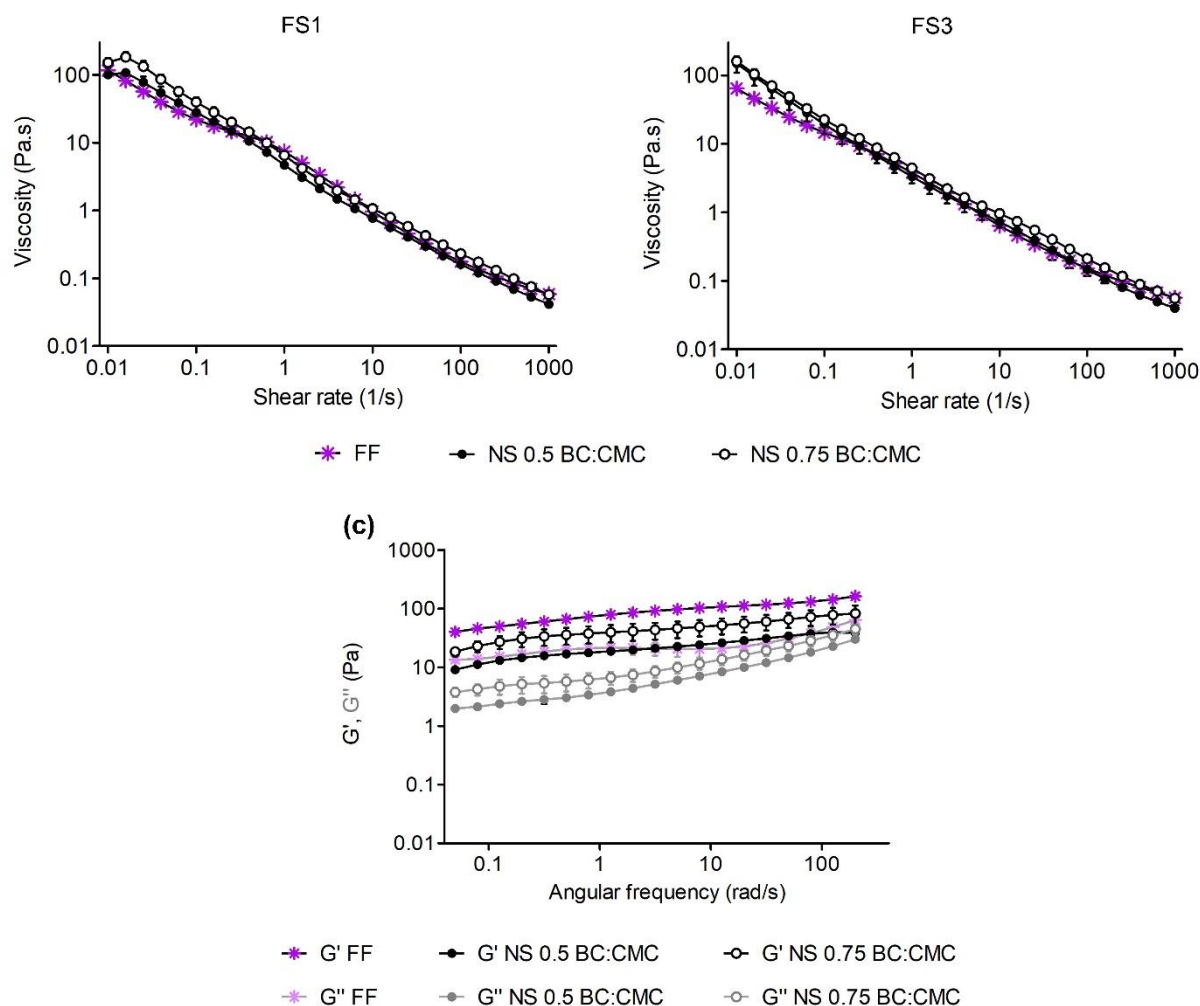 FS1
Viscosity (Pa.s)
100
10
1
0.1
0.01
0.01 0.1 1 10 100 1000
Shear rate (1/s)
FS3
Viscosity (Pa.s)
100
10
1
0.1
0.01
0.01 0.1 1 10 100 1000
Shear rate (1/s)
FF NS 0.5 BC:CMC NS 0.75 BC:CMC
(c)
G', G'' (Pa)
1000
100
10
1
0.1
0.01
0.1 1 10 100
Angular frequency (rad/s)
G' FF G' NS 0.5 BC:CMC G' NS 0.75 BC:CMC
G'' FF G'' NS 0.5 BC:CMC G'' NS 0.75 BC:CMC